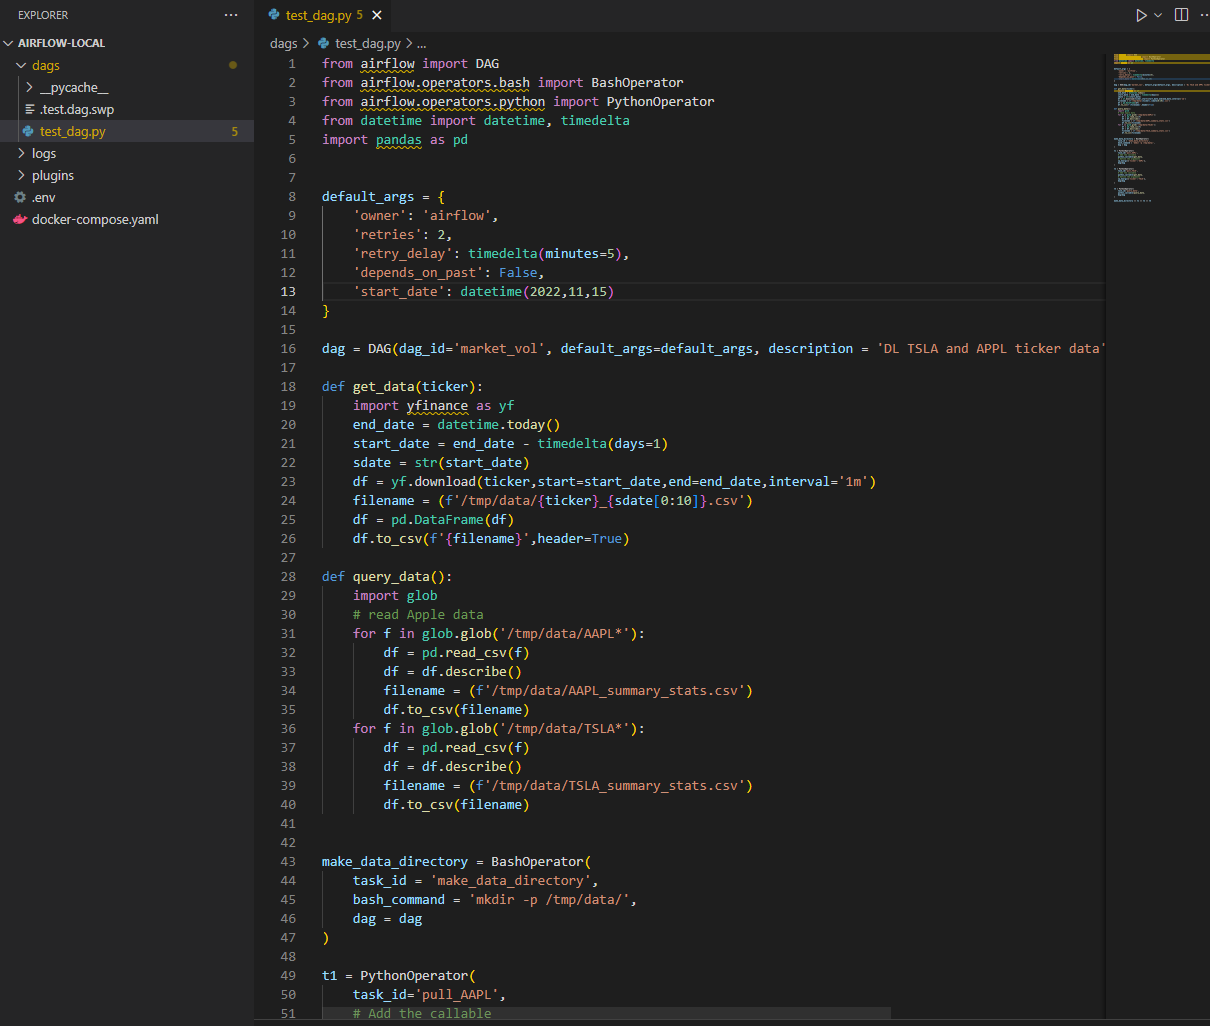 EXPLORER
AIRFLOW-LOCAL
dags
__pycache__
.test.dag.swp
test_dag.py 5
logs
plugins
.env
docker-compose.yaml
test_dag.py 5
dags > test_dag.py > ...
1 from airflow import DAG
2 from airflow.operators.bash import BashOperator
3 from airflow.operators.python import PythonOperator
4 from datetime import datetime, timedelta
5 import pandas as pd
6
7
8 default_args = {
9     'owner': 'airflow',
10     'retries': 2,
11     'retry_delay': timedelta(minutes=5),
12     'depends_on_past': False,
13     'start_date': datetime(2022,11,15)
14 }
15
16 dag = DAG(dag_id='market_vol', default_args=default_args, description = 'DL TSLA and APPL ticker data'
17
18 def get_data(ticker):
19     import yfinance as yf
20     end_date = datetime.today()
21     start_date = end_date - timedelta(days=1)
22     sdate = str(start_date)
23     df = yf.download(ticker,start=start_date,end=end_date,interval='1m')
24     filename = (f'/tmp/data/{ticker}_{sdate[0:10]}.csv')
25     df = pd.DataFrame(df)
26     df.to_csv(f'{filename}',header=True)
27
28 def query_data():
29     import glob
30     # read Apple data
31     for f in glob.glob('/tmp/data/AAPL*'):
32         df = pd.read_csv(f)
33         df = df.describe()
34         filename = (f'/tmp/data/AAPL_summary_stats.csv')
35         df.to_csv(filename)
36     for f in glob.glob('/tmp/data/TSLA*'):
37         df = pd.read_csv(f)
38         df = df.describe()
39         filename = (f'/tmp/data/TSLA_summary_stats.csv')
40         df.to_csv(filename)
41
42
43 make_data_directory = BashOperator(
44     task_id = 'make_data_directory',
45     bash_command = 'mkdir -p /tmp/data/',
46     dag = dag
47 )
48
49 t1 = PythonOperator(
50     task_id='pull_AAPL',
51     # Add the callable